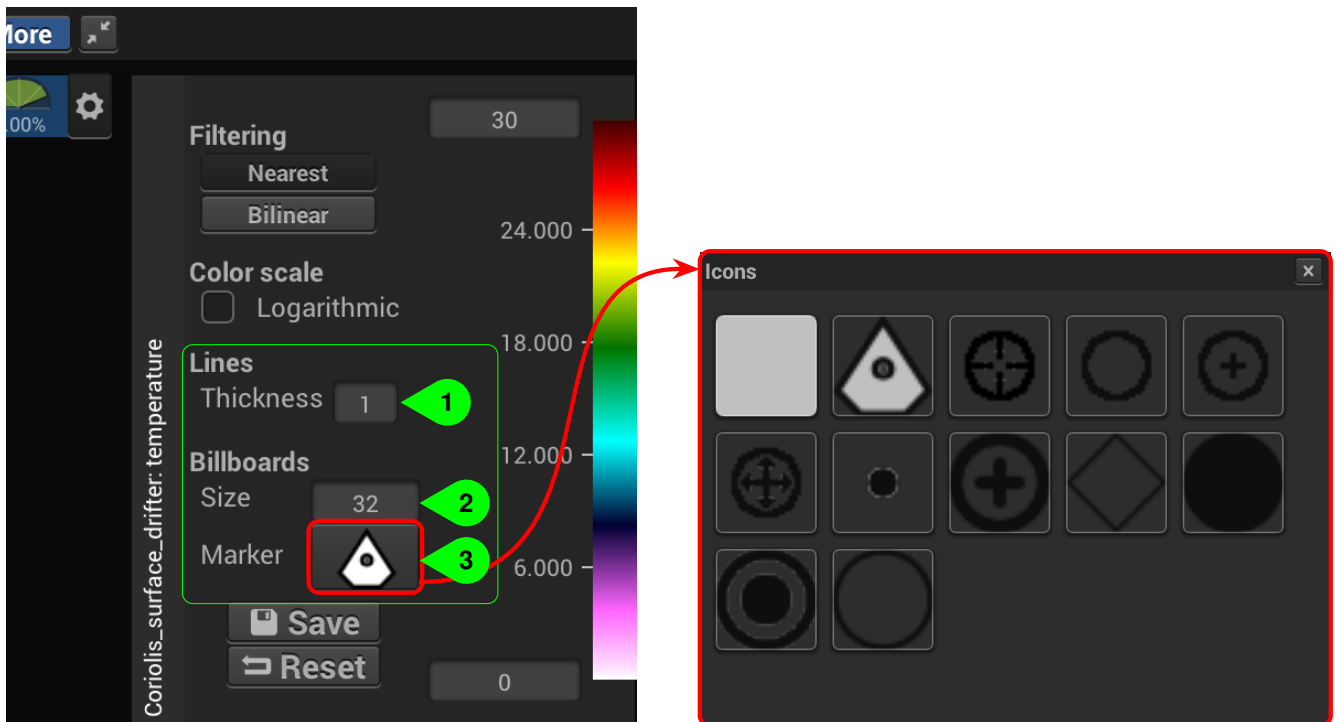 More
.00%
Coriolis_surface_drifter: temperature
Filtering
Nearest
Bilinear
Color scale
Logarithmic
Lines
Thickness 1
1
Billboards
Size 32
2
Marker
3
Save
Reset
30
24.000
18.000
12.000
6.000
0
Icons